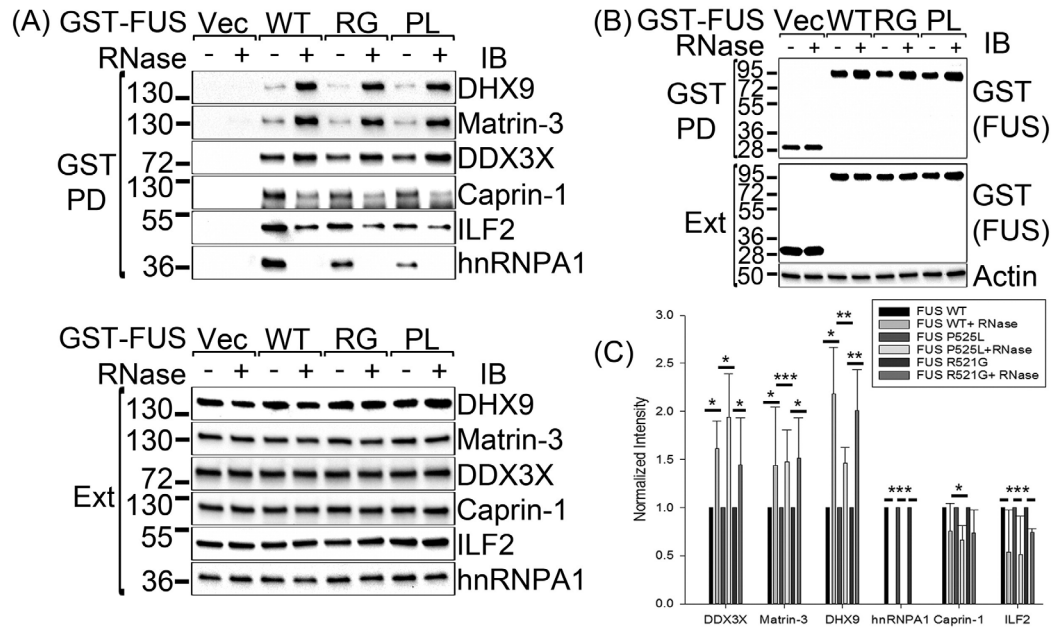 (A)
GST-FUS Vec WT RG PL
RNase - + - + - + - + IB
130 DHX9
130 Matrin-3
72 DDX3X
130 Caprin-1
55 ILF2
36 hnRNPA1
GST
PD
GST-FUS Vec WT RG PL
RNase - + - + - + - + IB
130 DHX9
130 Matrin-3
72 DDX3X
130 Caprin-1
55 ILF2
36 hnRNPA1
Ext
(B)
GST-FUS Vec WT RG PL
RNase - + - + - + - + IB
95
72
55
36
28
GST
PD
GST
(FUS)
95
72
55
36
28
Ext
GST
(FUS)
50 Actin
(C)
FUS WT
FUS WT+ RNase
FUS P525L
FUS P525L+RNase
FUS R521G
FUS R521G+ RNase
Normalized Intensity
3.0
2.5
2.0
1.5
1.0
0.5
0.0
* * *
* *** *
* ** **
***
*
***
DDX3X Matrin-3 DHX9 hnRNPA1 Caprin-1 ILF2